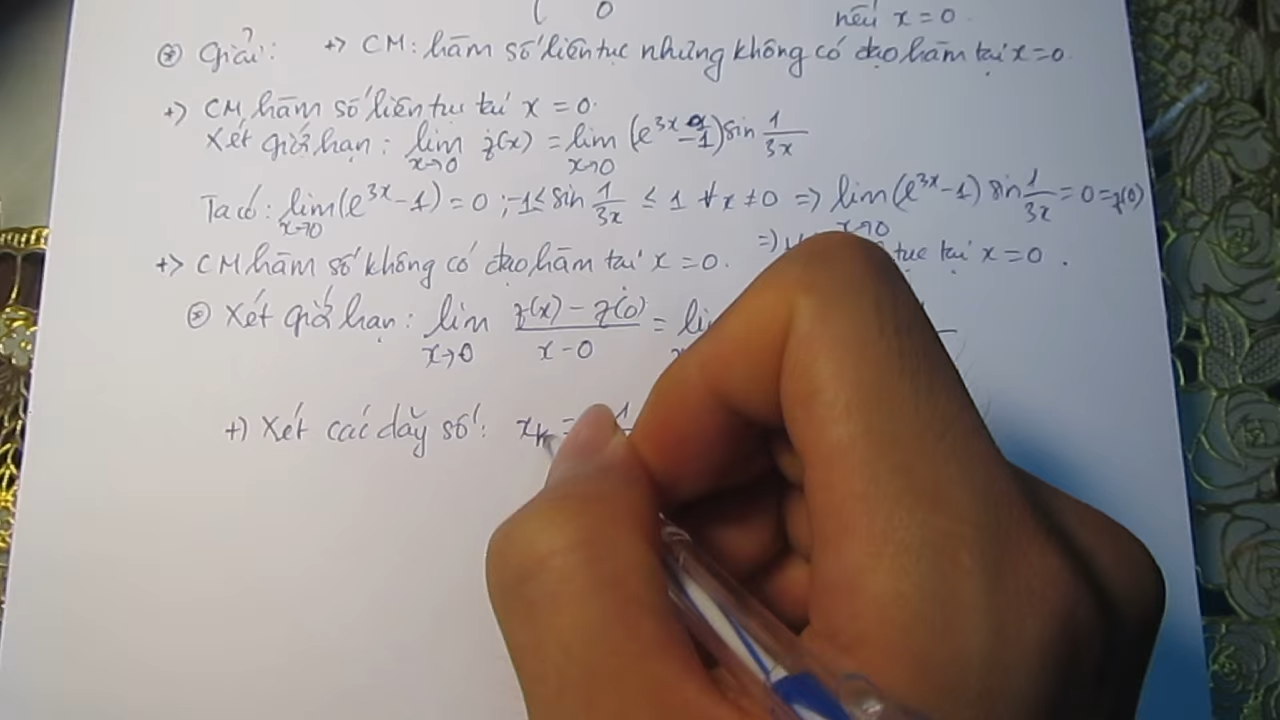 ( 0 nếu x = 0
⊛ Giải: +> CM: hàm số liên tục nhưng không có đạo hàm tại x=0.
+> CM hàm số liên tục tại x = 0.
Xét giới hạn: lim x→0 f(x) = lim x→0 (e^3x - 1) sin 1/3x
Ta có: lim x→0 (e^3x - 1) = 0 ; -1 ≤ sin 1/3x ≤ 1 ∀x ≠ 0 => lim x→0 (e^3x - 1) sin 1/3x = 0 = f(0)
=> tục tại x = 0 .
+> CM hàm số không có đạo hàm tại x = 0.
⊛ Xét giới hạn: lim x→0 f(x) - f(0) / x - 0 =
+) Xét các dãy số: x_k = 1